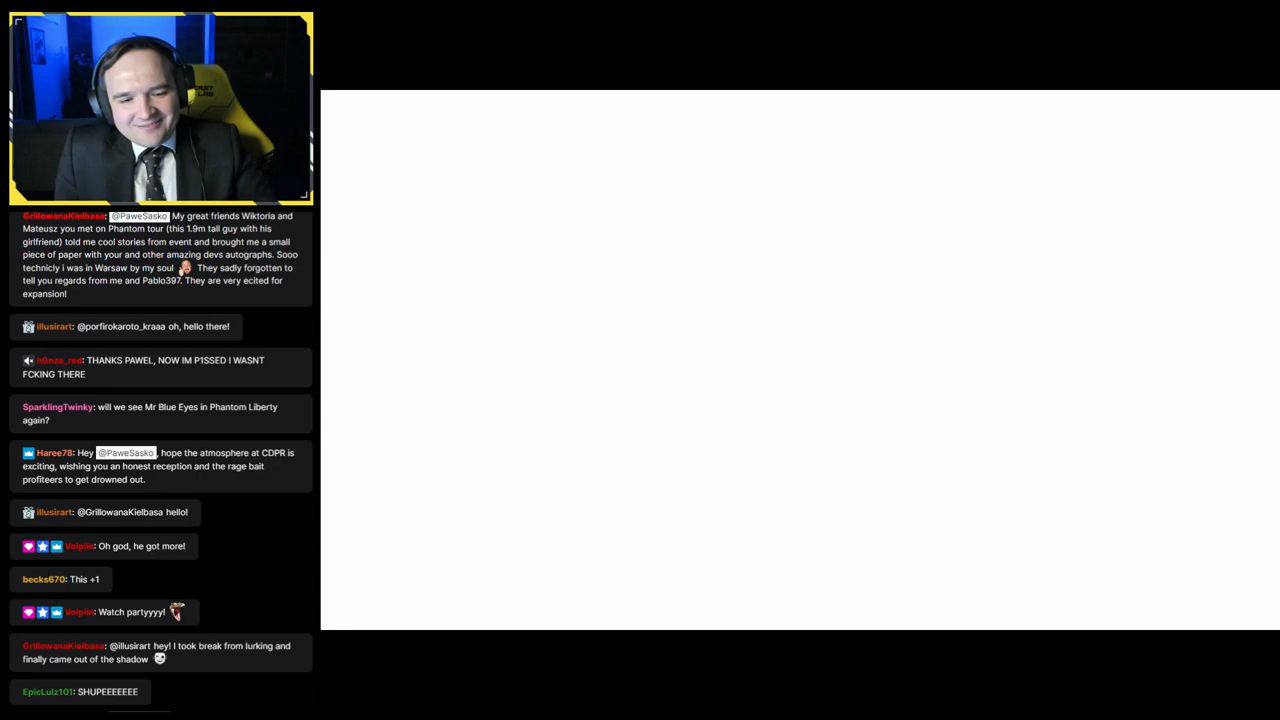 GrillowanaKielbasa: @PaweSasko My great friends Wiktoria and
Mateusz you met on Phantom tour (this 1.9m tall guy with his
girlfriend) told me cool stories from event and brought me a small
piece of paper with your and other amazing devs autographs. Sooo
technicly i was in Warsaw by my soul They sadly forgotten to
tell you regards from me and Pablo397. They are very ecited for
expansion!
illusirart: @porfirokaroto_kraaa oh, hello there!
h0nza_red: THANKS PAWEL, NOW IM P1SSED I WASNT
FCKING THERE
SparklingTwinky: will we see Mr Blue Eyes in Phantom Liberty
again?
Haree78: Hey @PaweSasko, hope the atmosphere at CDPR is
exciting, wishing you an honest reception and the rage bait
profiteers to get drowned out.
illusirart: @GrillowanaKielbasa hello!
Volpiin: Oh god, he got more!
becks670: This +1
Volpiin: Watch partyyyy!
GrillowanaKielbasa: @illusirart hey! I took break from lurking and
finally came out of the shadow
EpicLulz101: SHUPEEEEEEE